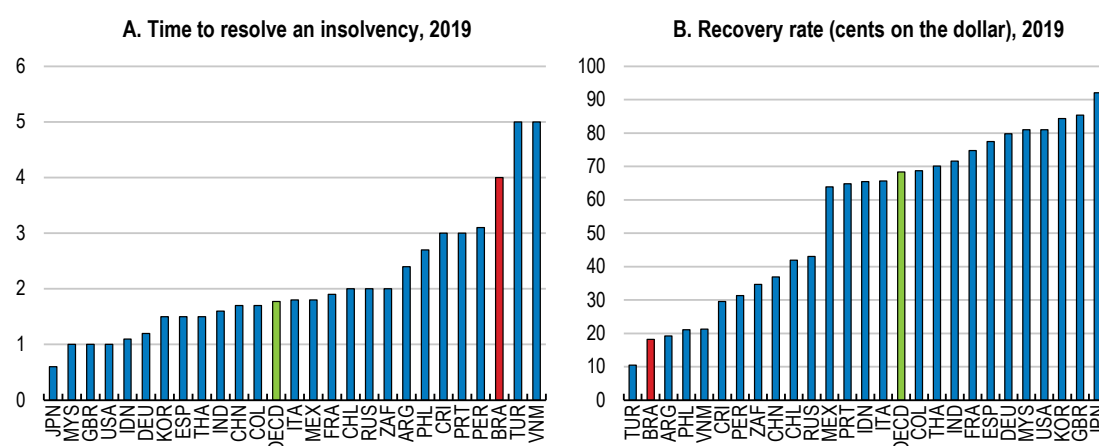 A. Time to resolve an insolvency, 2019
6
5
4
3
2
1
0
JPN
MYS
GBR
USA
IDN
DEU
KOR
ESP
THA
IND
CHN
COL
OECD
ITA
MEX
FRA
CHL
RUS
ZAF
ARG
PHL
CRI
PRT
PER
BRA
TUR
VNM
B. Recovery rate (cents on the dollar), 2019
100
90
80
70
60
50
40
30
20
10
0
TUR
BRA
ARG
PHL
VNM
CRI
PER
ZAF
CHN
CHL
RUS
MEX
PRT
IDN
ITA
OECD
COL
THA
IND
FRA
ESP
DEU
MYS
USA
KOR
GBR
JPN